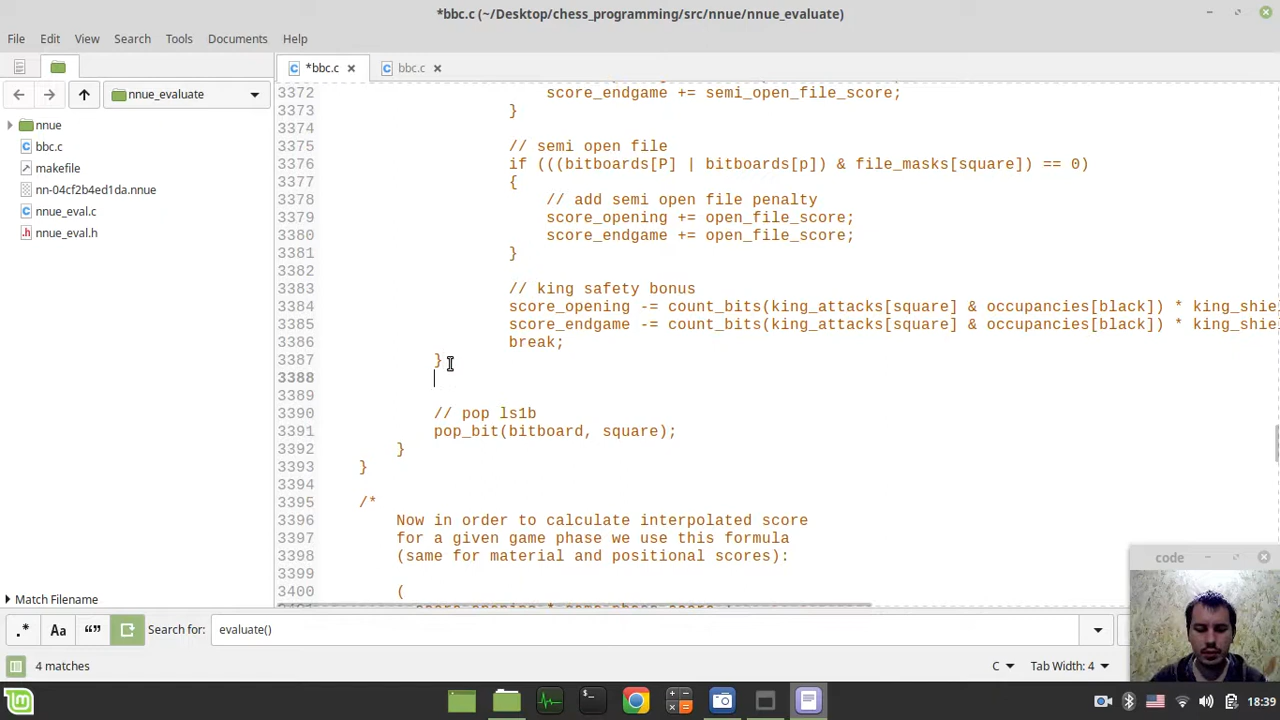 *bbc.c (~/Desktop/chess_programming/src/nnue/nnue_evaluate)
File Edit View Search Tools Documents Help
*bbc.c bbc.c
nnue_evaluate
nnue
bbc.c
makefile
nn-04cf2b4ed1da.nnue
nnue_eval.c
nnue_eval.h
Match Filename
3372 score_endgame += semi_open_file_score;
3373 }
3374
3375 // semi open file
3376 if (((bitboards[P] | bitboards[p]) & file_masks[square]) == 0)
3377 {
3378 // add semi open file penalty
3379 score_opening += open_file_score;
3380 score_endgame += open_file_score;
3381 }
3382
3383 // king safety bonus
3384 score_opening -= count_bits(king_attacks[square] & occupancies[black]) * king_shie
3385 score_endgame -= count_bits(king_attacks[square] & occupancies[black]) * king_shie
3386 break;
3387 }
3388
3389
3390 // pop ls1b
3391 pop_bit(bitboard, square);
3392 }
3393 }
3394
3395 /*
3396 Now in order to calculate interpolated score
3397 for a given game phase we use this formula
3398 (same for material and positional scores):
3399
3400 (
code
.* Aa “” Search for: evaluate()
4 matches C Tab Width: 4
18:39